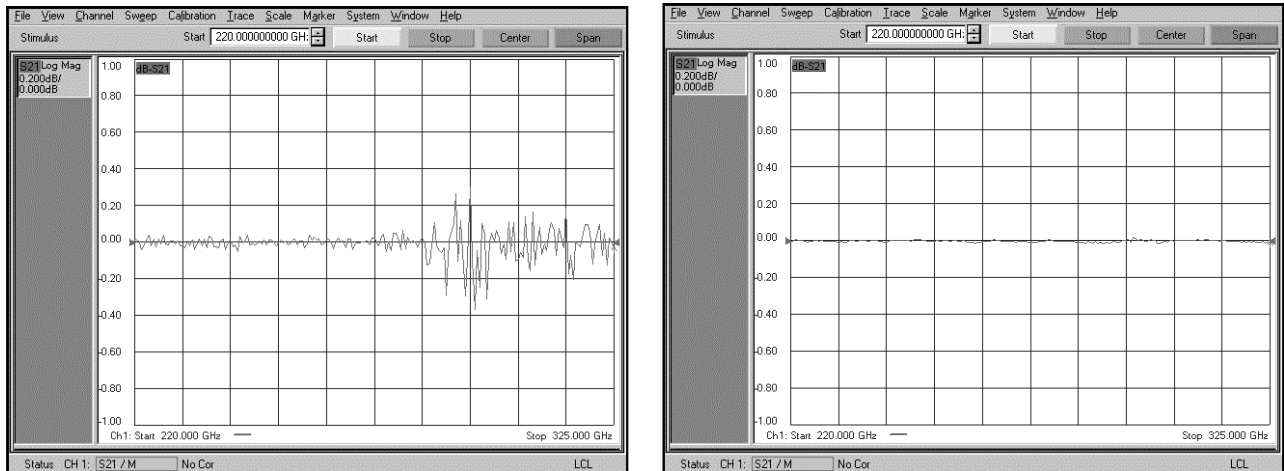 File View Channel Sweep Calibration Trace Scale Marker System Window Help
Stimulus Start 220.000000000 GH: Start Stop Center Span
S21 Log Mag
0.200dB/
0.000dB
dB-S21
1.00
0.80
0.60
0.40
0.20
0.00
-0.20
-0.40
-0.60
-0.80
-1.00
Ch1: Start 220.000 GHz Stop 325.000 GHz
Status CH 1: S21 / M No Cor LCL
File View Channel Sweep Calibration Trace Scale Marker System Window Help
Stimulus Start 220.000000000 GH: Start Stop Center Span
S21 Log Mag
0.200dB/
0.000dB
dB-S21
1.00
0.80
0.60
0.40
0.20
0.00
-0.20
-0.40
-0.60
-0.80
-1.00
Ch1: Start 220.000 GHz Stop 325.000 GHz
Status CH 1: S21 / M No Cor LCL